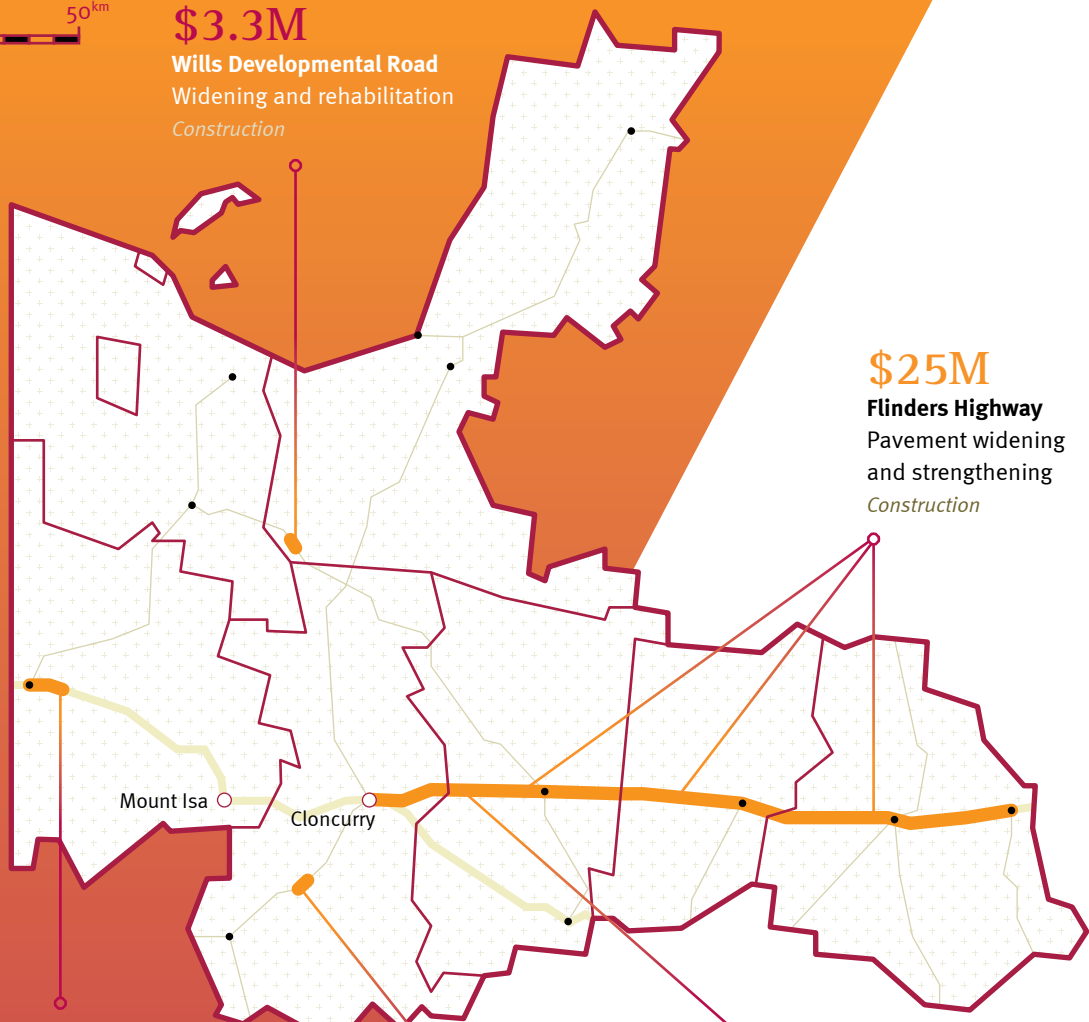 50km
$3.3M
Wills Developmental Road
Widening and rehabilitation
Construction
$25M
Flinders Highway
Pavement widening
and strengthening
Construction
Mount Isa
Cloncurry